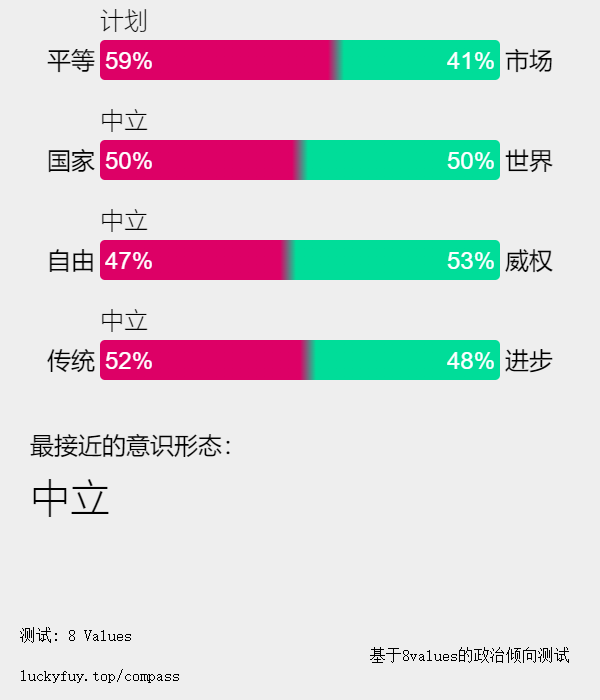 计划
平等 59% 41% 市场
中立
国家 50% 50% 世界
中立
自由 47% 53% 威权
中立
传统 52% 48% 进步
最接近的意识形态：
中立
测试: 8 Values
基于8values的政治倾向测试
luckyfuy.top/compass